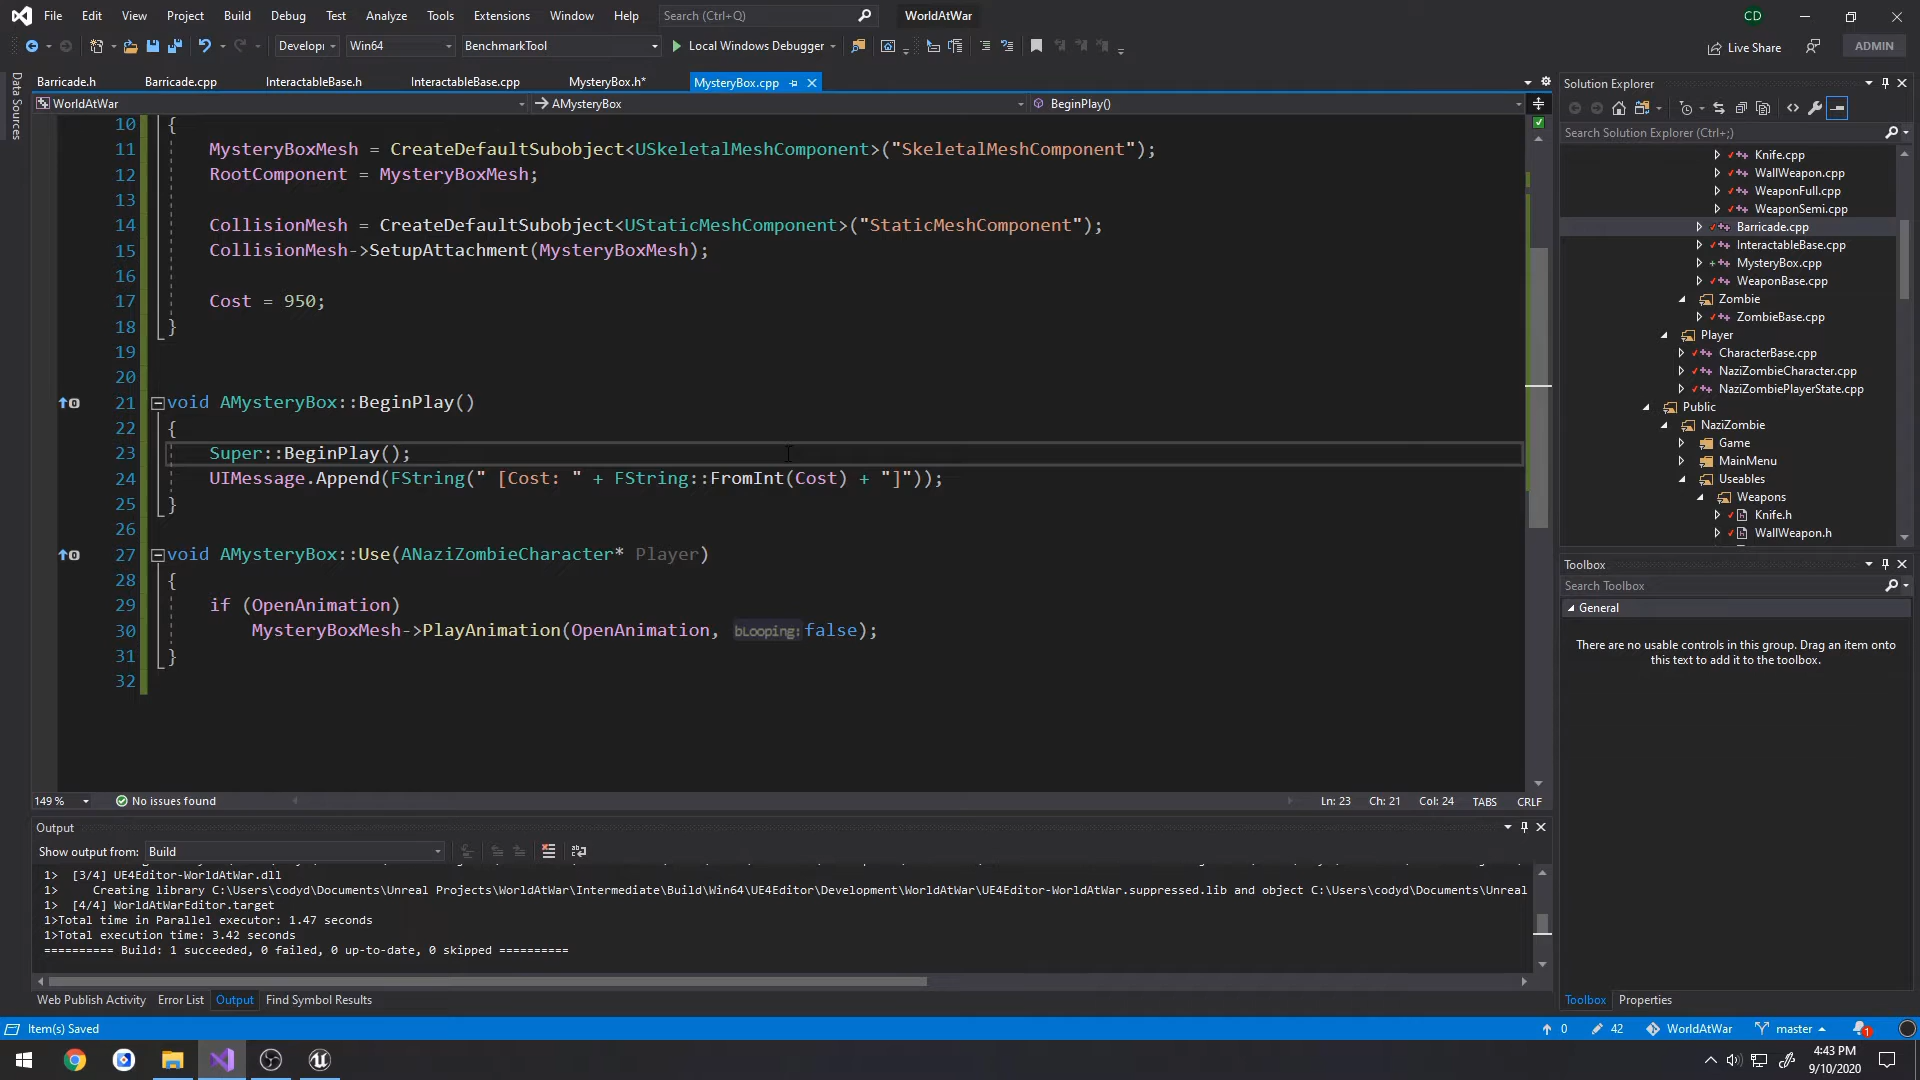 File Edit View Project Build Debug Test Analyze Tools Extensions Window Help Search (Ctrl+Q) WorldAtWar CD
Develop Win64 BenchmarkTool Local Windows Debugger Live Share ADMIN
Data Sources
Barricade.h Barricade.cpp InteractableBase.h InteractableBase.cpp MysteryBox.h* MysteryBox.cpp
WorldAtWar AMysteryBox BeginPlay()
10 {
11 MysteryBoxMesh = CreateDefaultSubobject<USkeletalMeshComponent>("SkeletalMeshComponent");
12 RootComponent = MysteryBoxMesh;
13
14 CollisionMesh = CreateDefaultSubobject<UStaticMeshComponent>("StaticMeshComponent");
15 CollisionMesh->SetupAttachment(MysteryBoxMesh);
16
17 Cost = 950;
18 }
19
20
21 void AMysteryBox::BeginPlay()
22 {
23 Super::BeginPlay();
24 UIMessage.Append(FString(" [Cost: " + FString::FromInt(Cost) + "]"));
25 }
26
27 void AMysteryBox::Use(ANaziZombieCharacter* Player)
28 {
29 if (OpenAnimation)
30 MysteryBoxMesh->PlayAnimation(OpenAnimation, bLooping: false);
31 }
32
149 % No issues found Ln: 23 Ch: 21 Col: 24 TABS CRLF
Output
Show output from: Build
1> [3/4] UE4Editor-WorldAtWar.dll
1> Creating library C:\Users\codyd\Documents\Unreal Projects\WorldAtWar\Intermediate\Build\Win64\UE4Editor\Development\WorldAtWar\UE4Editor-WorldAtWar.suppressed.lib and object C:\Users\codyd\Documents\Unreal
1> [4/4] WorldAtWarEditor.target
1>Total time in Parallel executor: 1.47 seconds
1>Total execution time: 3.42 seconds
========== Build: 1 succeeded, 0 failed, 0 up-to-date, 0 skipped ==========
Web Publish Activity Error List Output Find Symbol Results
Solution Explorer
Search Solution Explorer (Ctrl+;)
Knife.cpp
WallWeapon.cpp
WeaponFull.cpp
WeaponSemi.cpp
Barricade.cpp
InteractableBase.cpp
MysteryBox.cpp
WeaponBase.cpp
Zombie
ZombieBase.cpp
Player
CharacterBase.cpp
NaziZombieCharacter.cpp
NaziZombiePlayerState.cpp
Public
NaziZombie
Game
MainMenu
Useables
Weapons
Knife.h
WallWeapon.h
Toolbox
Search Toolbox
General
There are no usable controls in this group. Drag an item onto
this text to add it to the toolbox.
Toolbox Properties
Item(s) Saved 0 42 WorldAtWar master 1
4:43 PM
9/10/2020